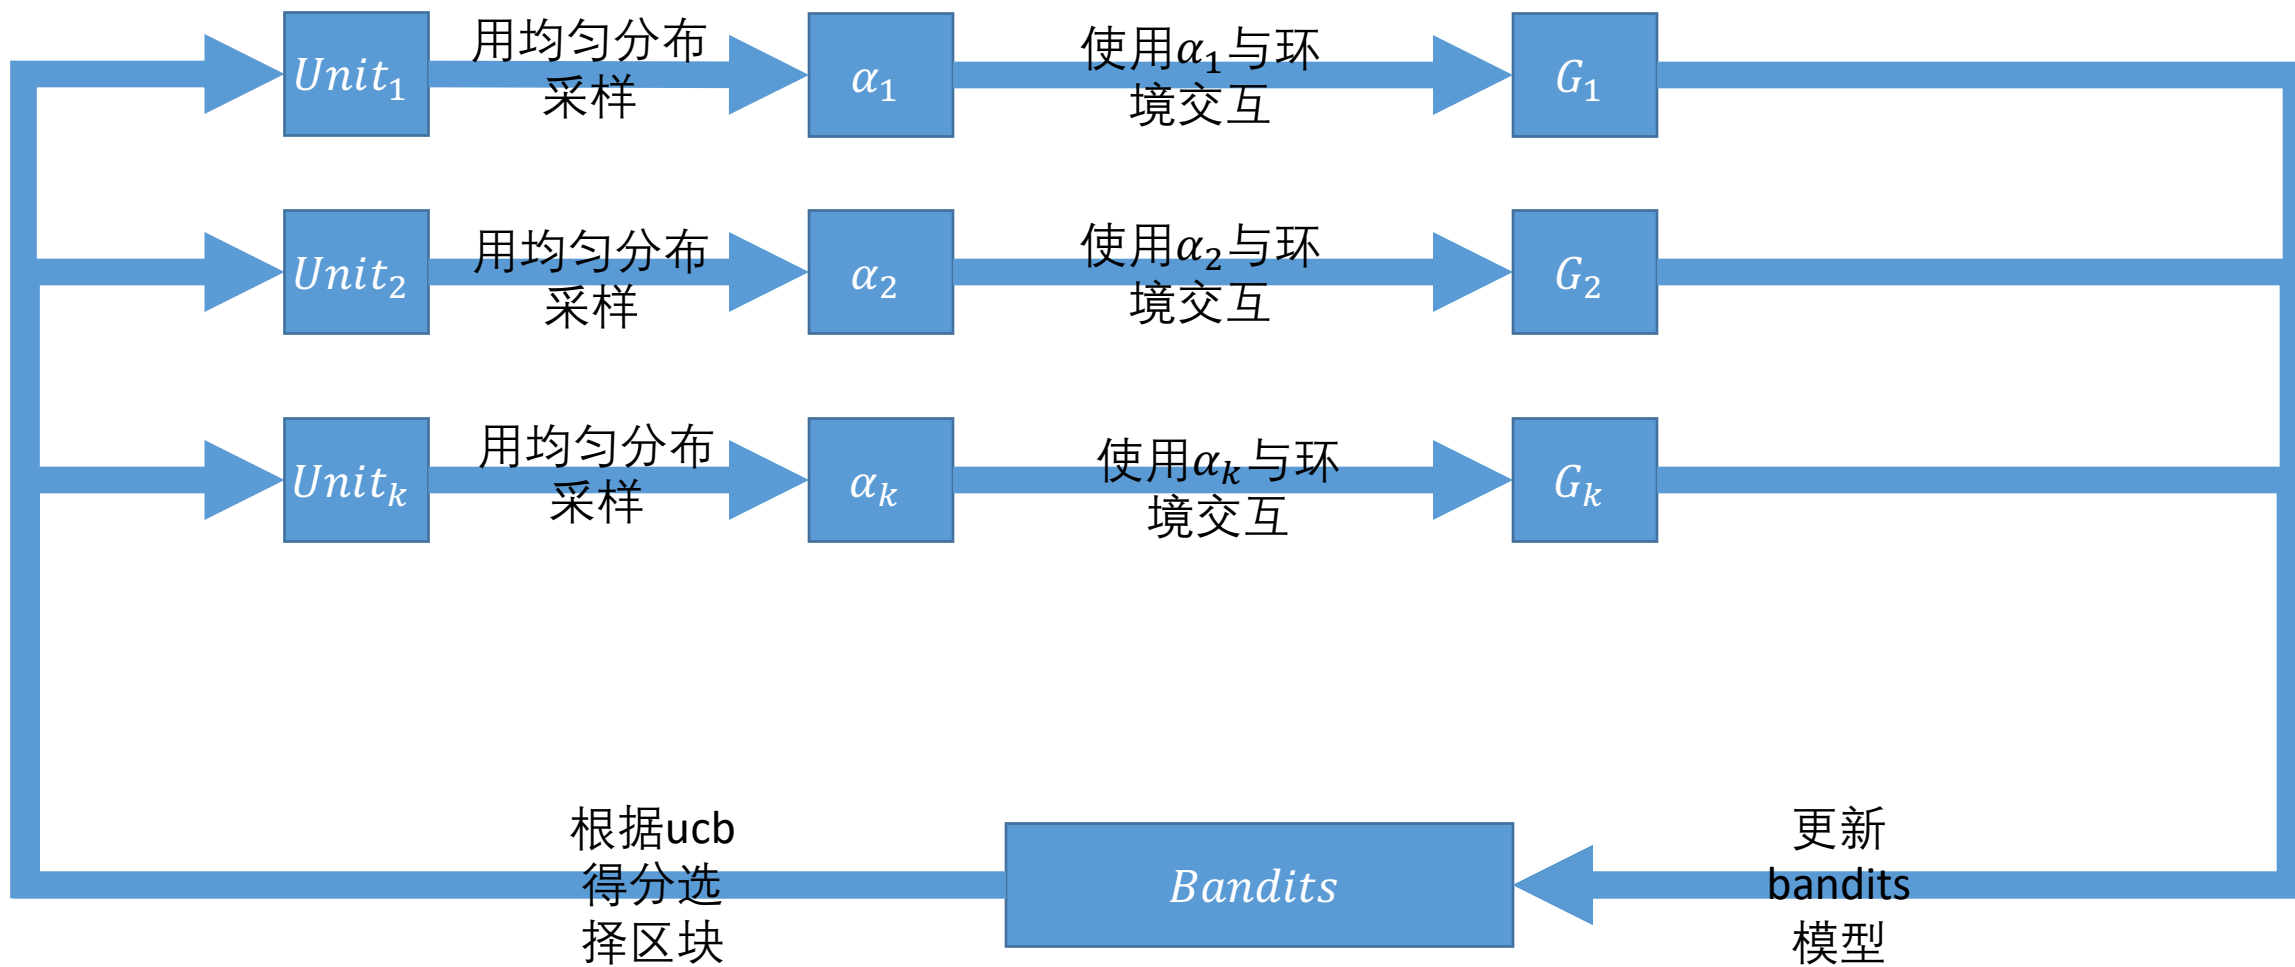 Unit₁
用均匀分布
采样
α₁
使用α₁与环
境交互
G₁
Unit₂
用均匀分布
采样
α₂
使用α₂与环
境交互
G₂
Unitₖ
用均匀分布
采样
αₖ
使用αₖ与环
境交互
Gₖ
根据ucb
得分选
择区块
Bandits
更新
bandits
模型